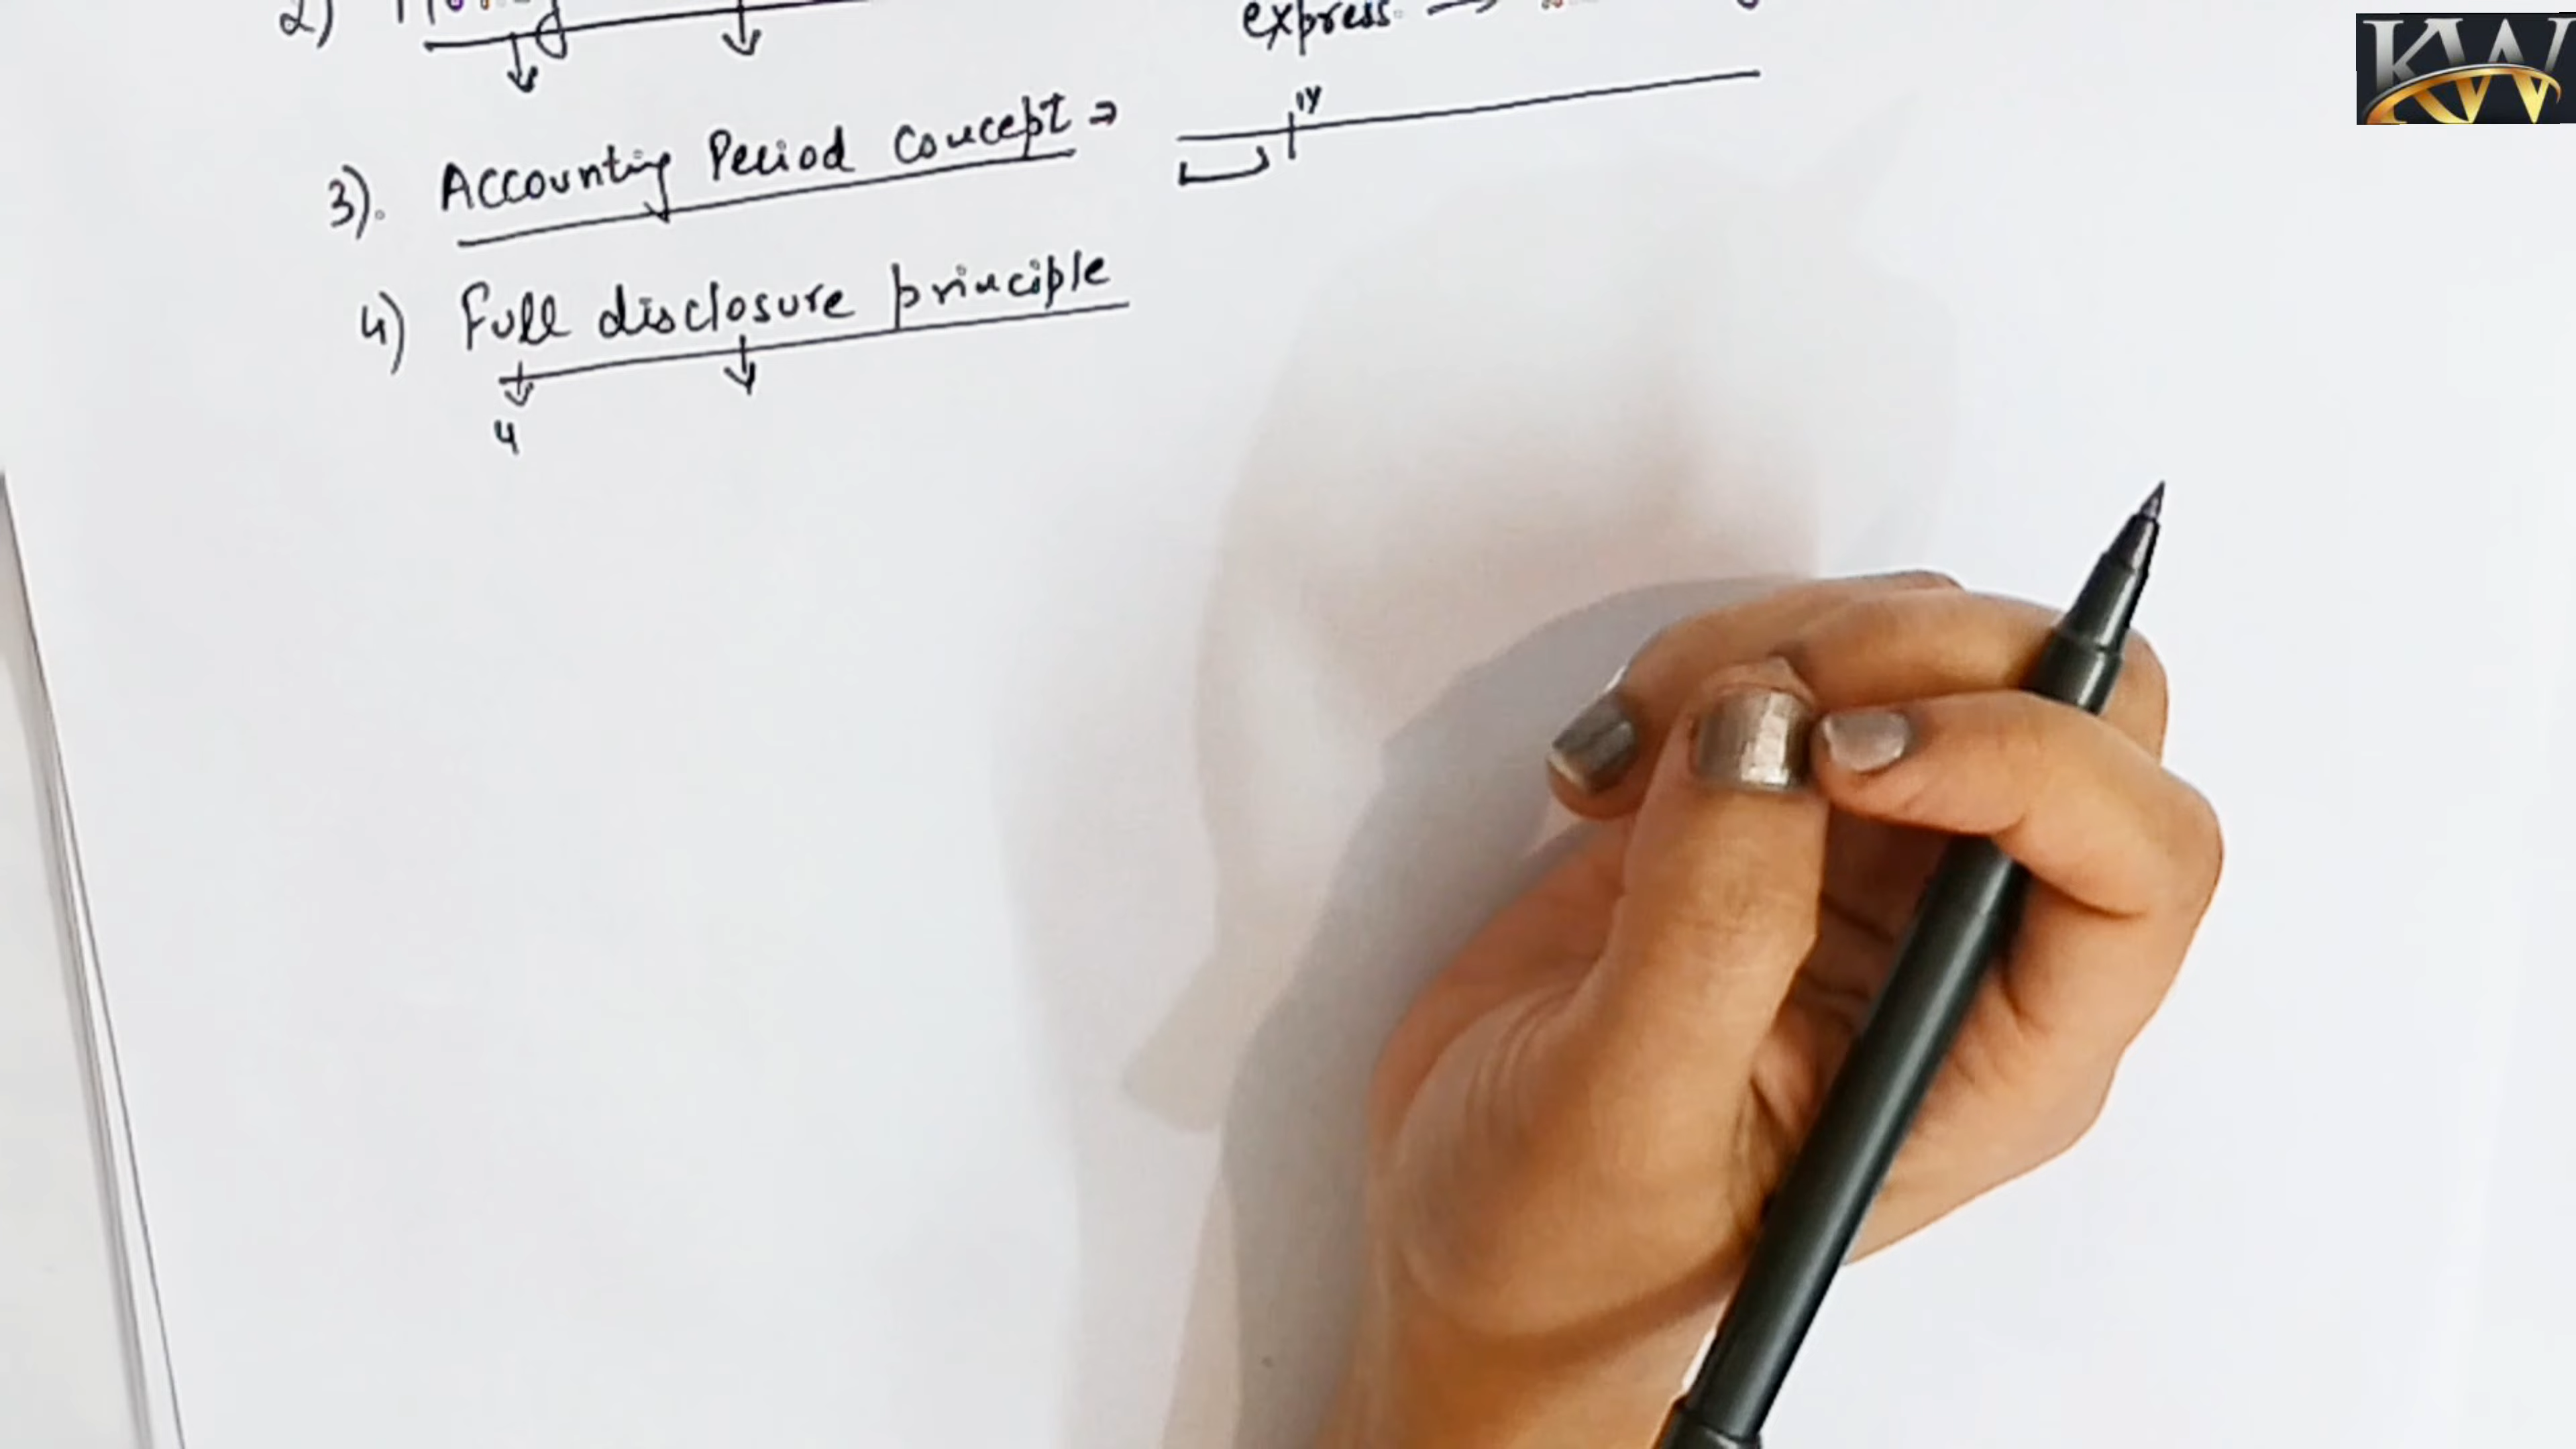 2)
express →
3). Accounting Period Concept ⇒ 1Y
4) Full disclosure principle
4
KW